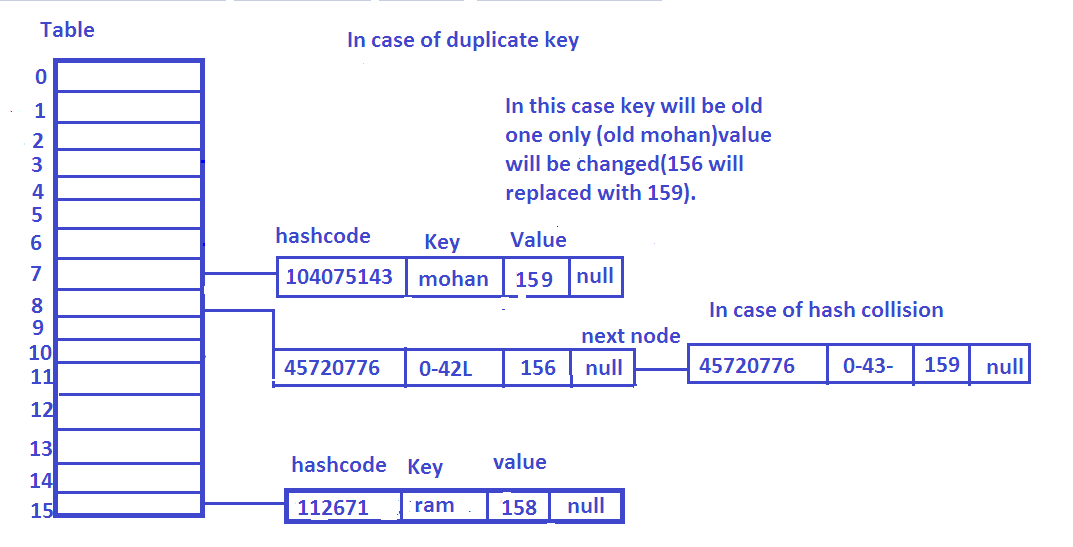 Table
In case of duplicate key
In this case key will be old
one only (old mohan)value
will be changed(156 will
replaced with 159).
0
1
2
3
4
5
6
7
8
9
10
11
12
13
14
15
hashcode Key Value
104075143 mohan 159 null
In case of hash collision
next node
45720776 0-42L 156 null
45720776 0-43- 159 null
hashcode Key value
112671 ram 158 null